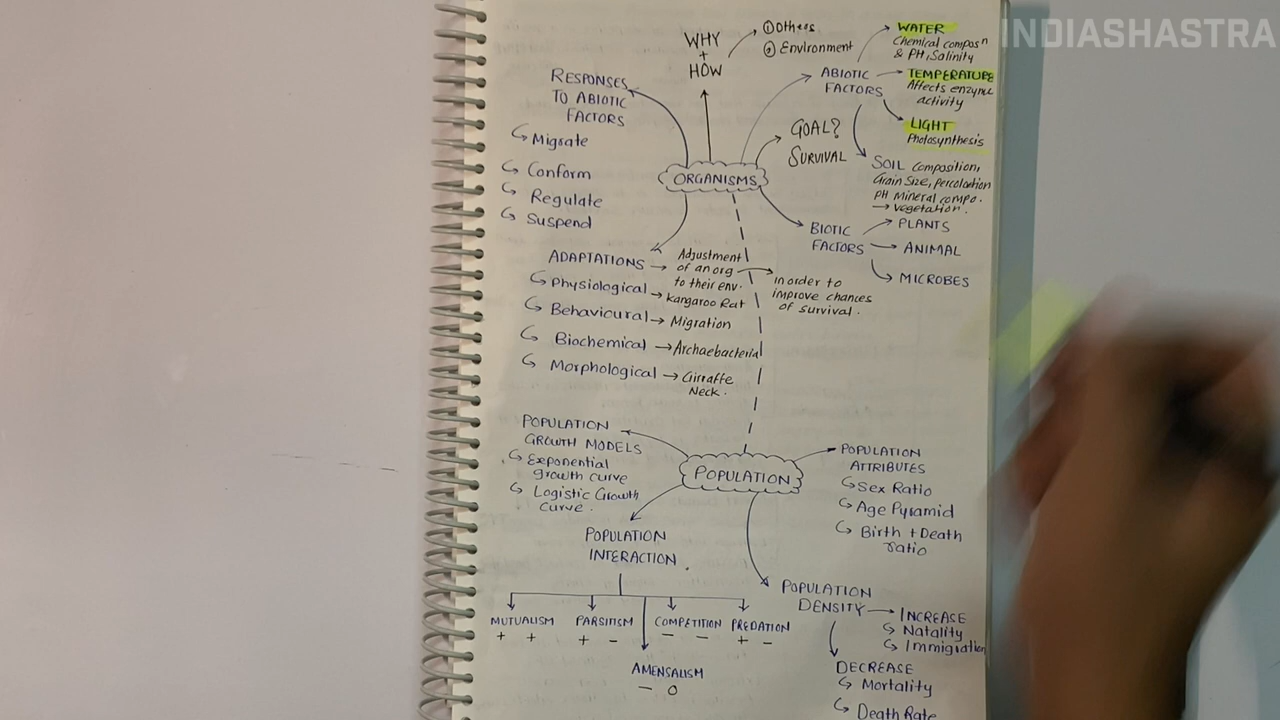 INDIASHASTRA
WHY
+
HOW
① Others
② Environment
RESPONSES
TO ABIOTIC
FACTORS
Migrate
Conform
Regulate
Suspend
ORGANISMS
GOAL?
SURVIVAL
ABIOTIC
FACTORS
WATER
Chemical composⁿ
& PH, Salinity
TEMPERATURE
Affects enzyme
activity
LIGHT
Photosynthesis
SOIL Composition,
Grain Size, percolation
pH Mineral compo.
→ vegetation.
BIOTIC
FACTORS
PLANTS
ANIMAL
MICROBES
ADAPTATIONS → Adjustment
of an org
to their env.
in order to
improve chances
of survival.
Physiological → Kangaroo Rat
Behavioural → Migration
Biochemical → Archaebacteria
Morphological → Girraffe
Neck.
POPULATION
GROWTH MODELS
Exponential
growth curve
Logistic Growth
Curve.
POPULATION
POPULATION
ATTRIBUTES
Sex Ratio
Age Pyramid
Birth + Death
ratio
POPULATION
INTERACTION
MUTUALISM PARSITISM COMPETITION PREDATION
+ + + - - - + -
AMENSALISM
- 0
POPULATION
DENSITY → INCREASE
Natality
Immigration
DECREASE
Mortality
Death Rate